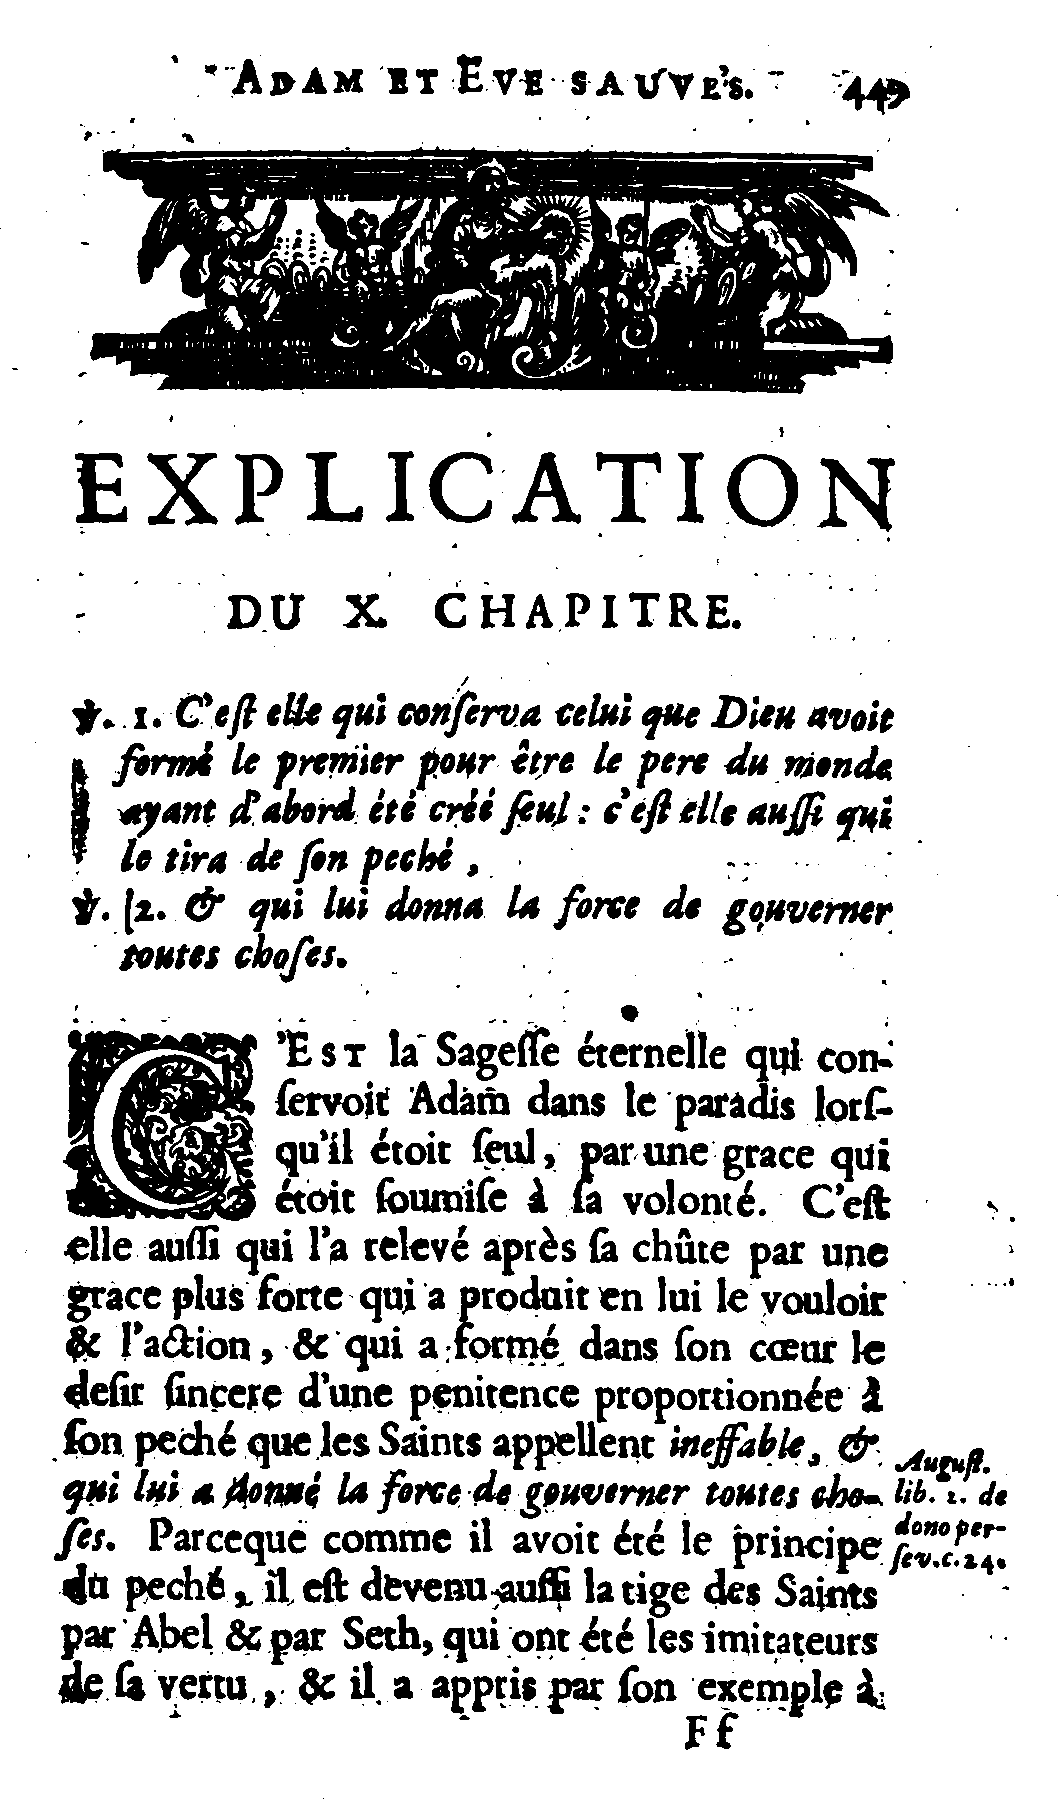 ADAM ET EVE SAUVE'S. 449
EXPLICATION
DU X. CHAPITRE.
℣. 1. C'eſt elle qui conſerva celui que Dieu avoit
formé le premier pour être le pere du monde
ayant d'abord été créé ſeul : c'eſt elle auſſi qui
le tira de ſon peché,
℣. 2. & qui lui donna la force de gouverner
toutes choſes.
C'EST la Sageſſe éternelle qui con-
ſervoit Adam dans le paradis lorſ-
qu'il étoit ſeul, par une grace qui
étoit ſoumiſe à ſa volonté. C'eſt
elle auſſi qui l'a relevé après ſa chûte par une
grace plus forte qui a produit en lui le vouloir
& l'action, & qui a formé dans ſon cœur le
deſir ſincere d'une penitence proportionnée à
ſon peché que les Saints appellent ineffable, &
qui lui a donné la force de gouverner toutes cho-
ſes. Parceque comme il avoit été le principe
du peché, il eſt devenu auſſi la tige des Saints
par Abel & par Seth, qui ont été les imitateurs
de ſa vertu, & il a appris par ſon exemple à
Auguſt.
lib. 2. de
dono per-
ſev. c. 24.
Ff